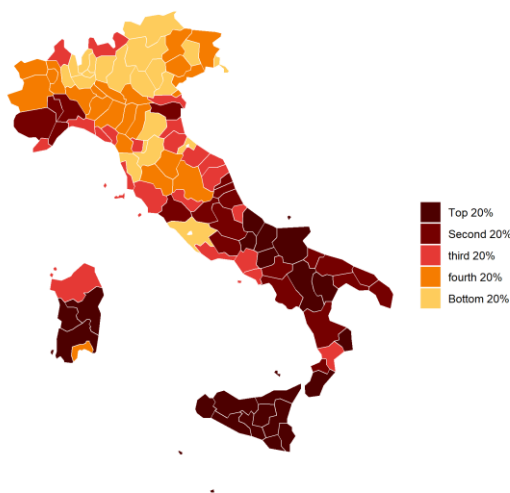 Top 20%
Second 20%
third 20%
fourth 20%
Bottom 20%